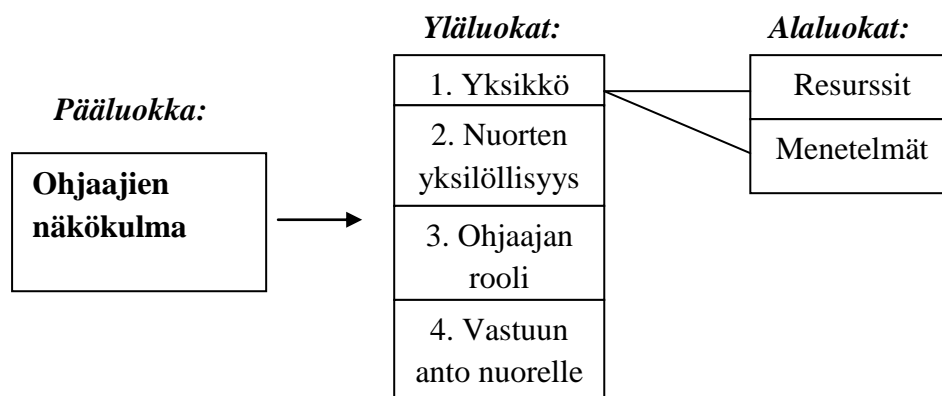 Pääluokka:
Ohjaajien
näkökulma
Yläluokat:
1. Yksikkö
2. Nuorten
yksilöllisyys
3. Ohjaajan
rooli
4. Vastuun
anto nuorelle
Alaluokat:
Resurssit
Menetelmät